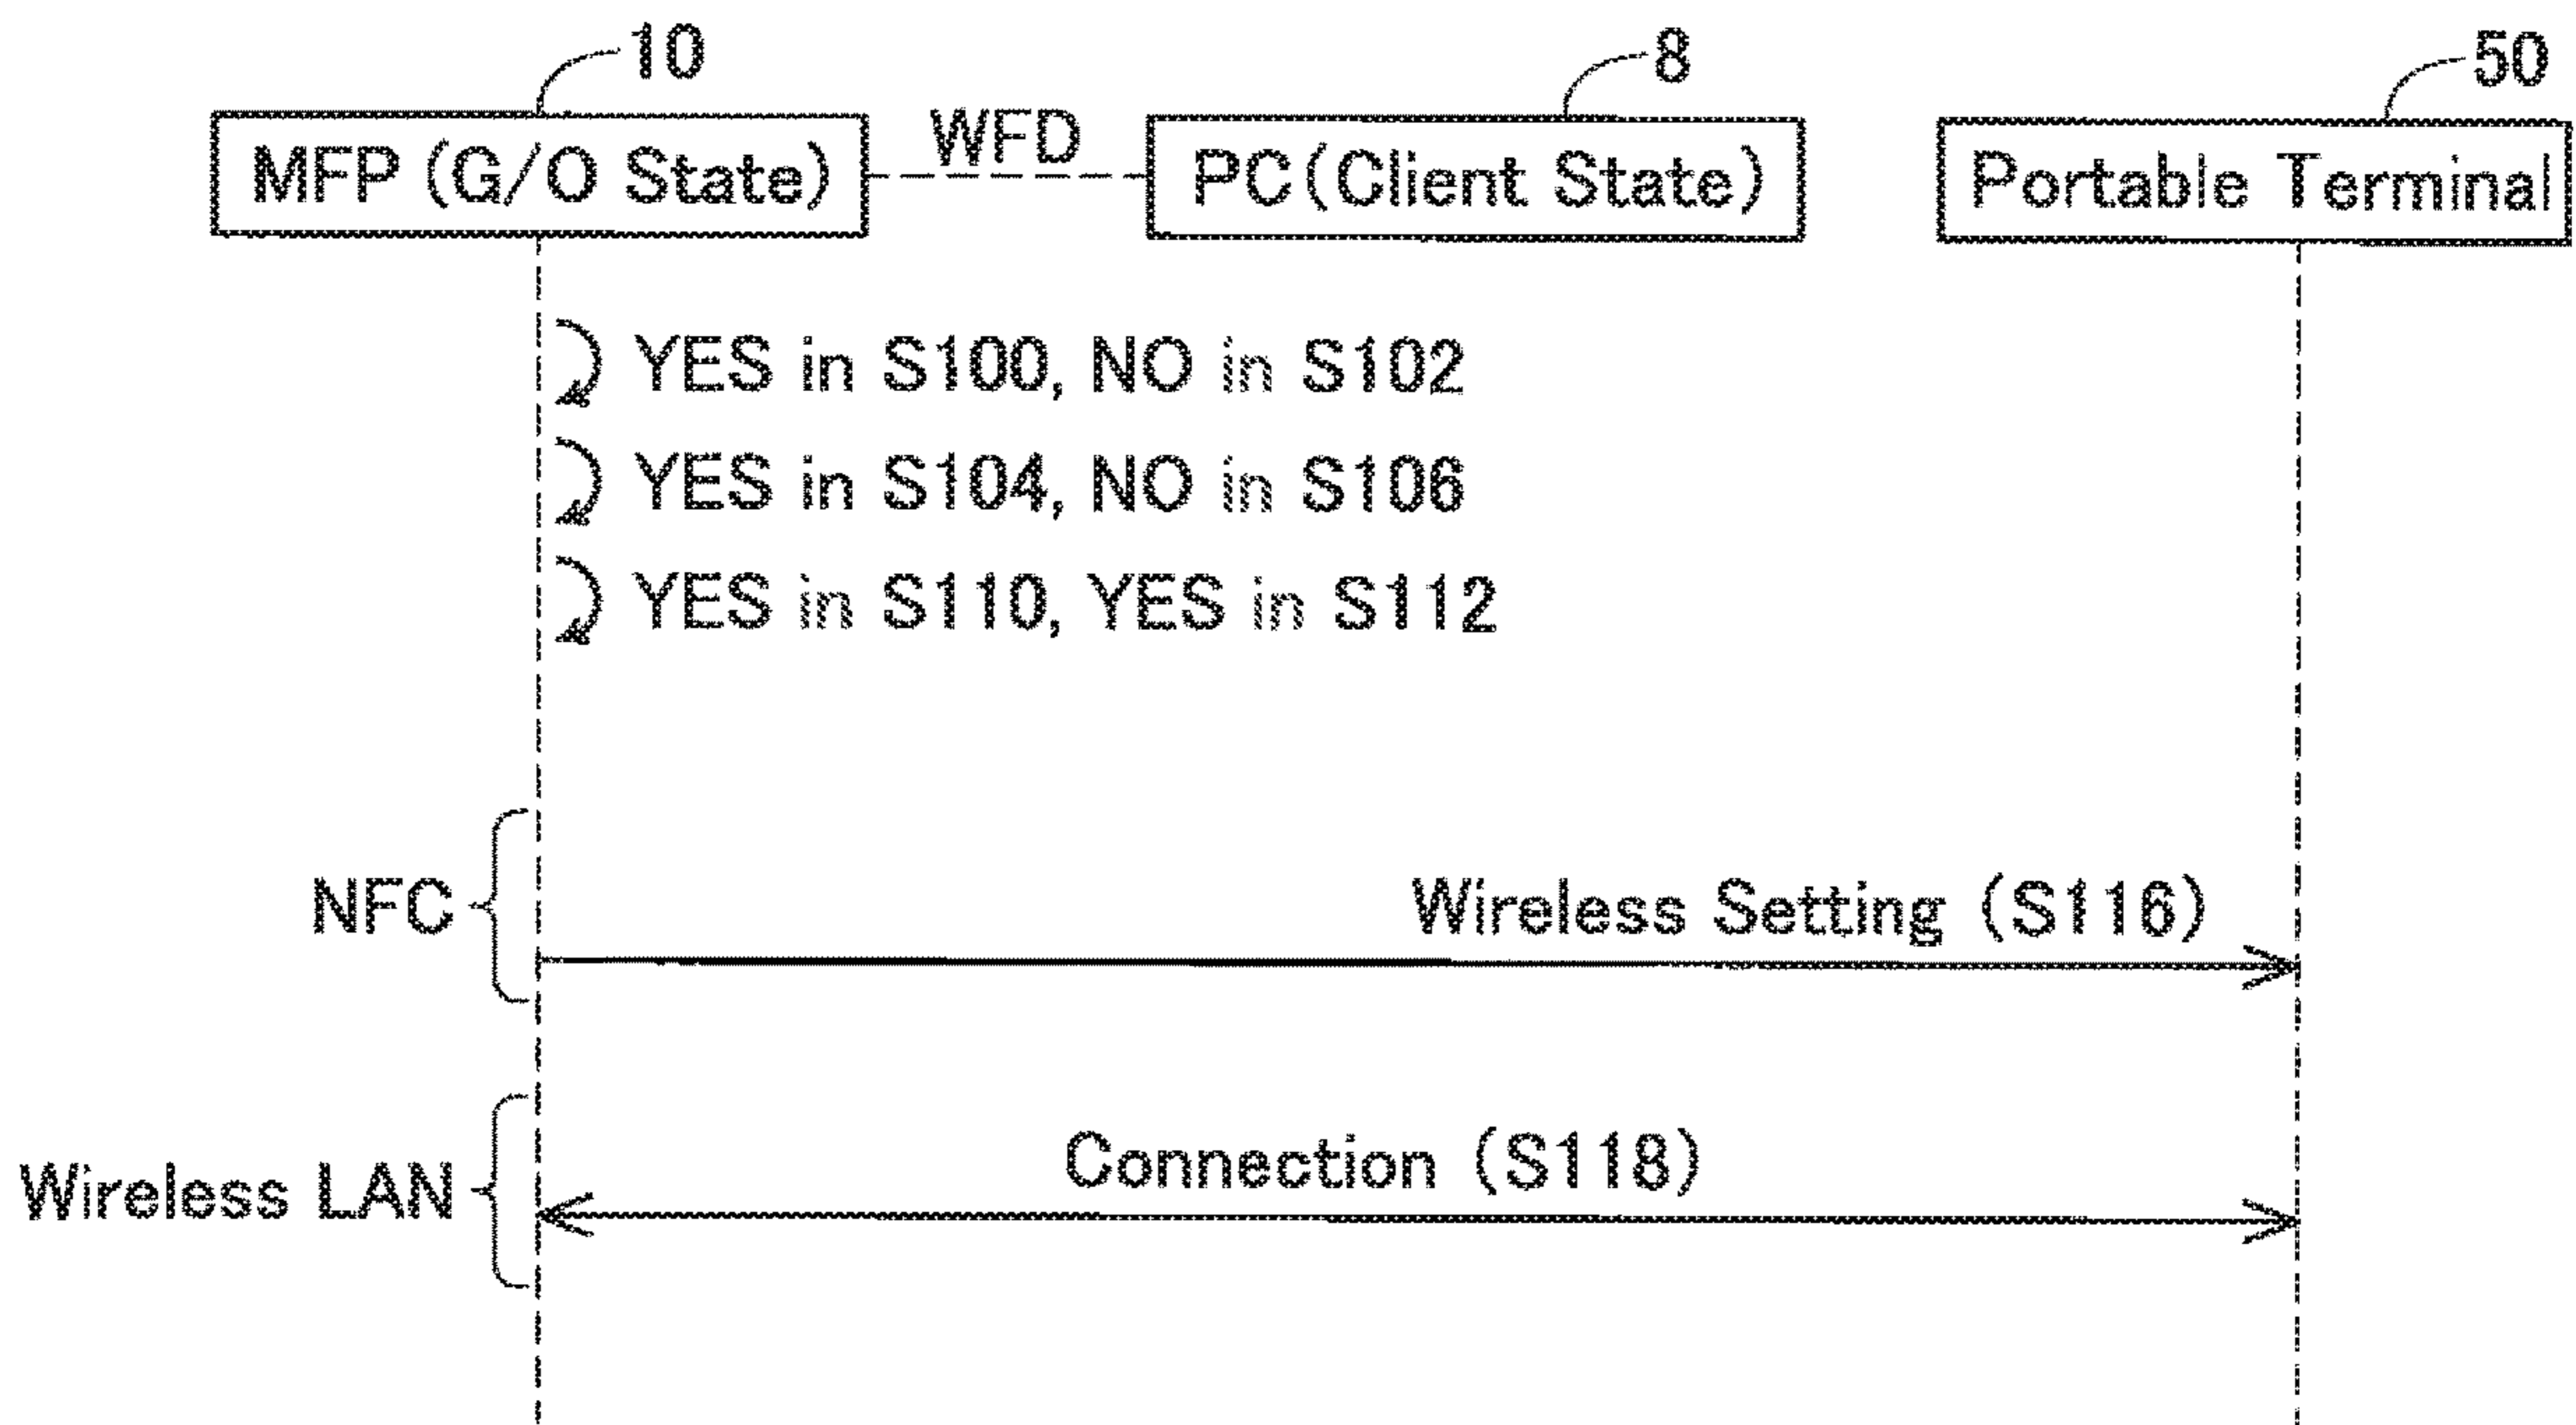 10
8
50
MFP (G/O State)
WFD
PC(Client State)
Portable Terminal
YES in S100, NO in S102
YES in S104, NO in S106
YES in S110, YES in S112
NFC
Wireless Setting (S116)
Wireless LAN
Connection (S118)